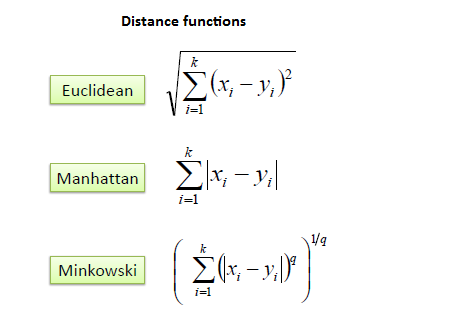 Distance functions
Euclidean √(∑_{i=1}^{k} (x_i − y_i)²)
Manhattan ∑_{i=1}^{k} |x_i − y_i|
Minkowski (∑_{i=1}^{k} (|x_i − y_i|)^q)^{1/q}